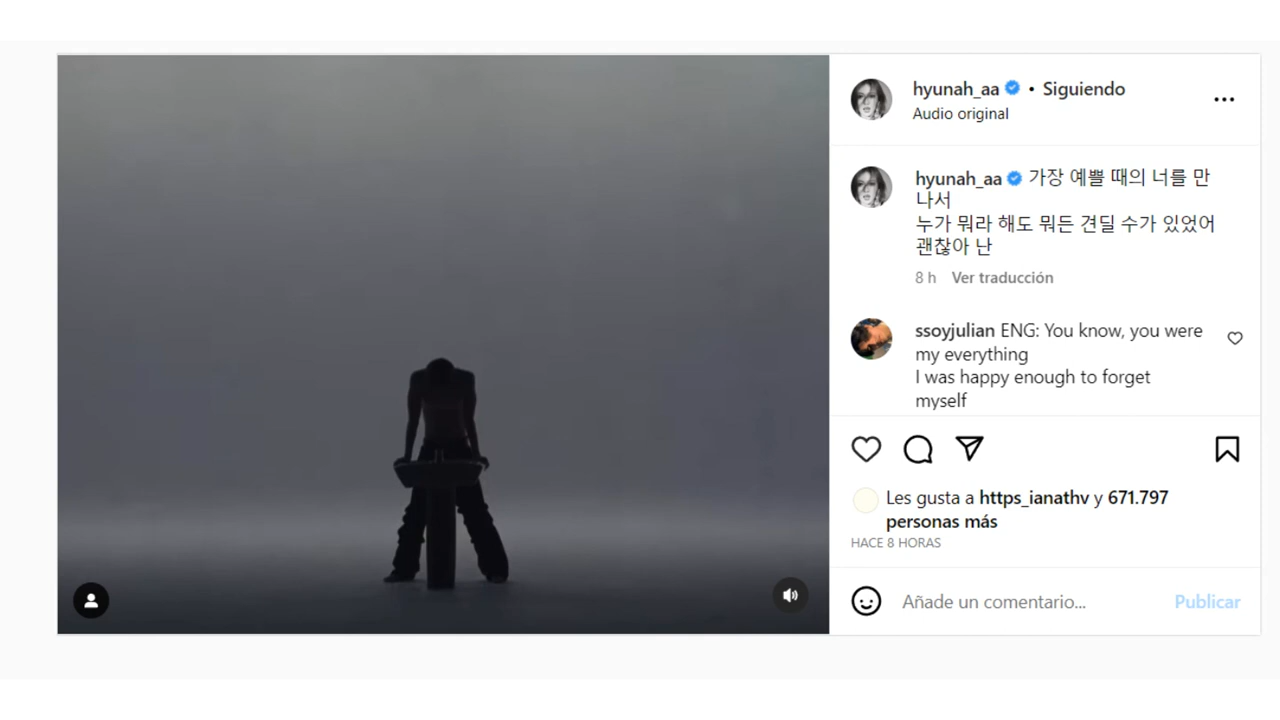 hyunah_aa • Siguiendo
Audio original
hyunah_aa 가장 예쁠 때의 너를 만
나서
누가 뭐라 해도 뭐든 견딜 수가 있었어
괜찮아 난
8 h Ver traducción
ssoyjulian ENG: You know, you were
my everything
I was happy enough to forget
myself
Les gusta a https_ianathv y 671.797
personas más
HACE 8 HORAS
Añade un comentario... Publicar